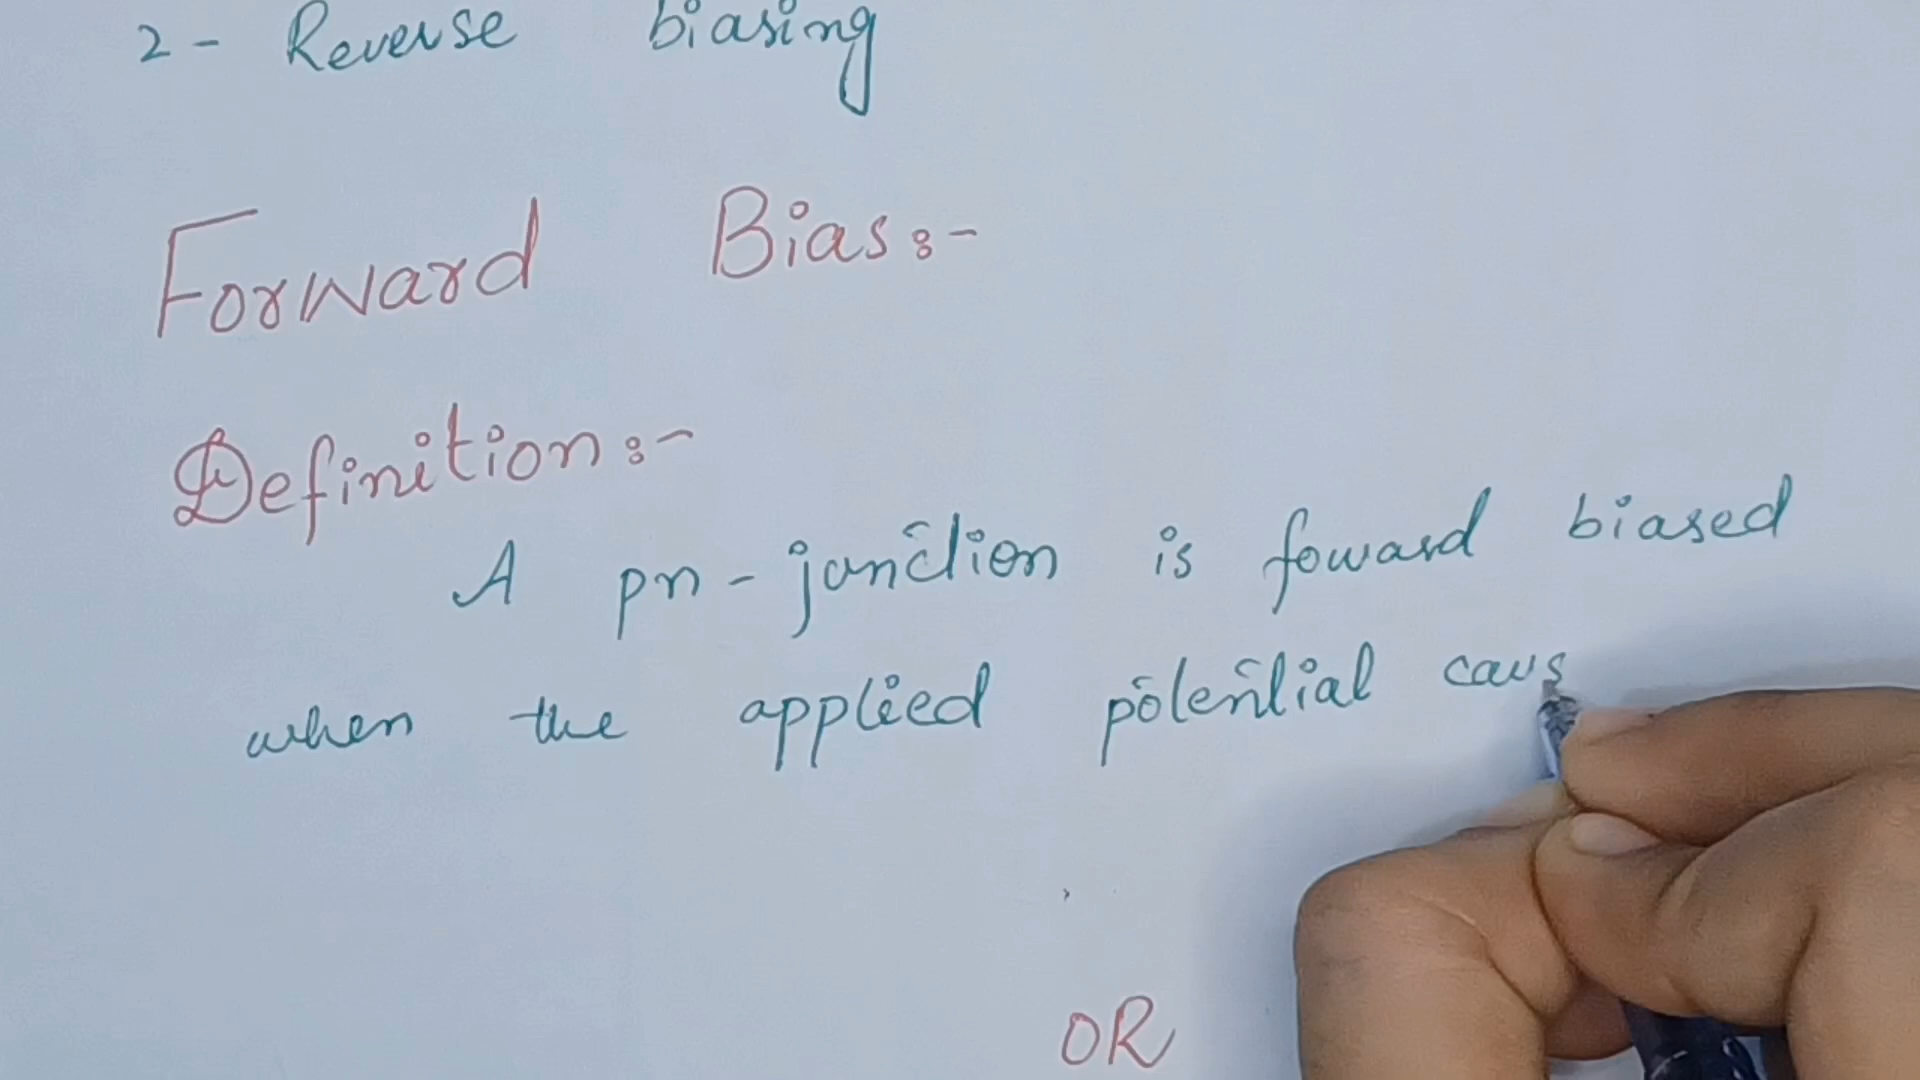 2 - Reverse biasing
Forward Bias:-
Definition:-
A pn - junction is foward biased
when the applied potential caus
OR